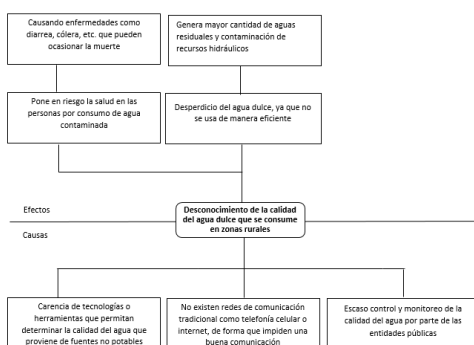 Causando enfermedades como
diarrea, cólera, etc. que pueden
ocasionar la muerte
Genera mayor cantidad de aguas
residuales y contaminación de
recursos hidráulicos
Pone en riesgo la salud en las
personas por consumo de agua
contaminada
Desperdicio del agua dulce, ya que no
se usa de manera eficiente
Efectos
Desconocimiento de la calidad
del agua dulce que se consume
en zonas rurales
Causas
Carencia de tecnologías o
herramientas que permitan
determinar la calidad del agua que
proviene de fuentes no potables
No existen redes de comunicación
tradicional como telefonía celular o
internet, de forma que impiden una
buena comunicación
Escaso control y monitoreo de la
calidad del agua por parte de las
entidades públicas